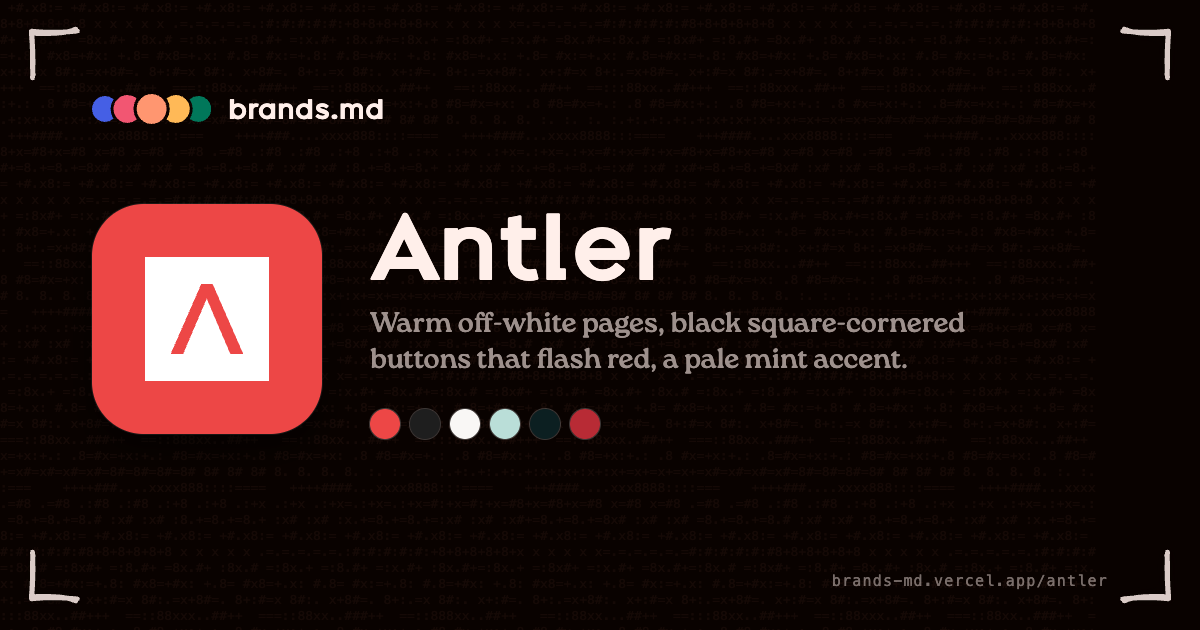 brands.md
Antler
Warm off-white pages, black square-cornered
buttons that flash red, a pale mint accent.
brands-md.vercel.app/antler